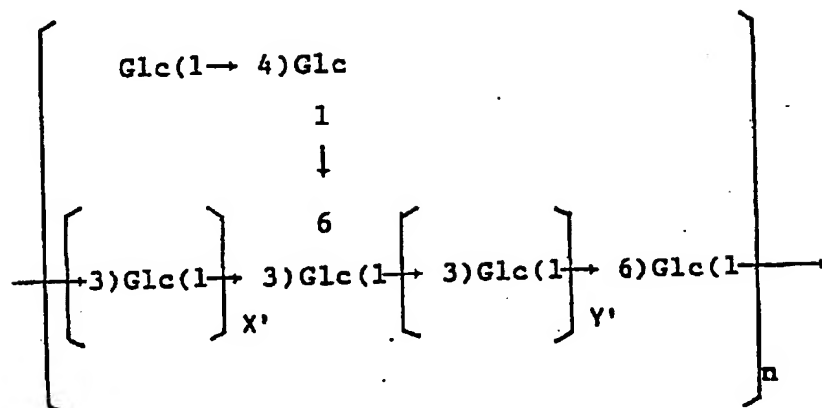 Glc(1→ 4)Glc
1
↓
6
→3)Glc(1→ 3)Glc(1→ 3)Glc(1→ 6)Glc(1→
X' Y'
n